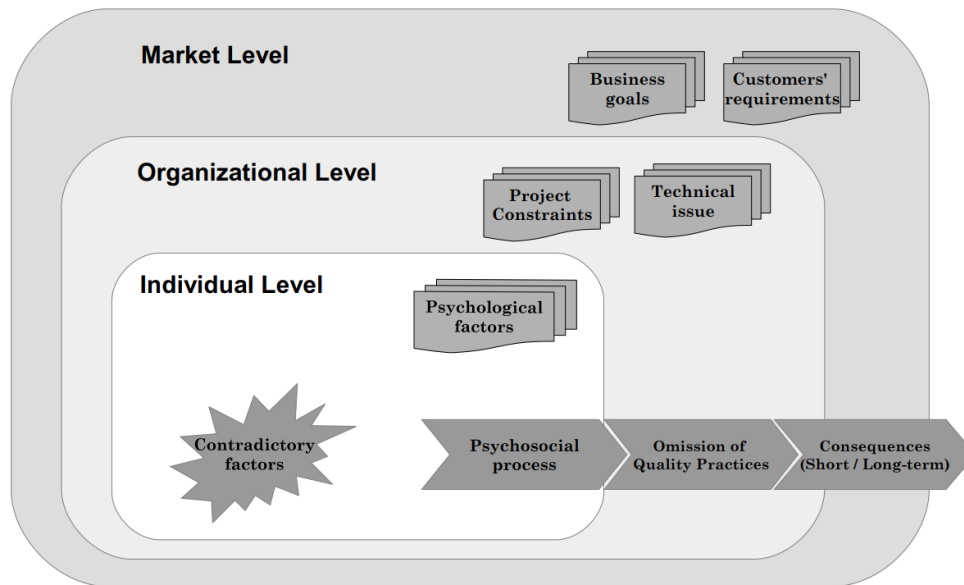 Market Level
Business
goals
Customers'
requirements
Organizational Level
Project
Constraints
Technical
issue
Individual Level
Psychological
factors
Contradictory
factors
Psychosocial
process
Omission of
Quality Practices
Consequences
(Short / Long-term)